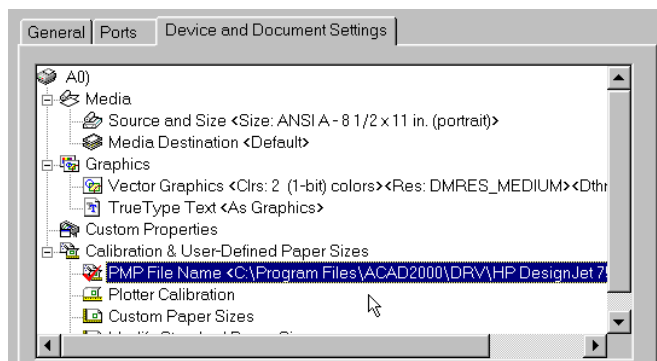 General Ports Device and Document Settings
A0)
Media
Source and Size <Size: ANSI A - 8 1/2 x 11 in. (portrait)>
Media Destination <Default>
Graphics
Vector Graphics <Clrs: 2 (1-bit) colors><Res: DMRES_MEDIUM><Dthr
TrueType Text <As Graphics>
Custom Properties
Calibration & User-Defined Paper Sizes
PMP File Name <C:\Program Files\ACAD2000\DRV\HP DesignJet 75
Plotter Calibration
Custom Paper Sizes